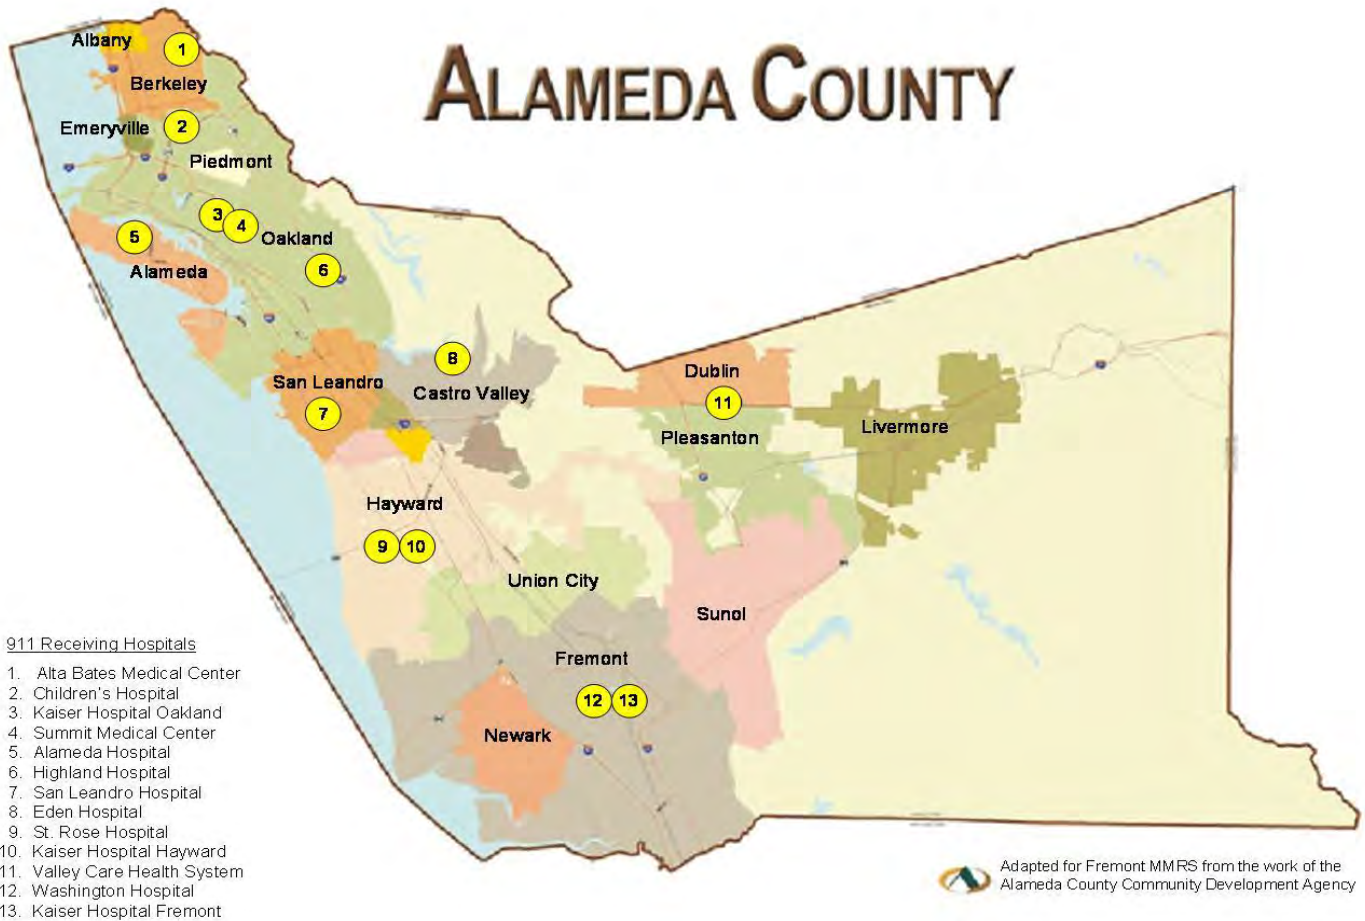 ALAMEDA COUNTY
Albany
1
Berkeley
Emeryville
2
Piedmont
3
4
5
Oakland
Alameda
6
8
San Leandro
Castro Valley
7
Dublin
11
Pleasanton
Livermore
Hayward
9
10
Union City
Sunol
Fremont
12
13
Newark
911 Receiving Hospitals
1. Alta Bates Medical Center
2. Children's Hospital
3. Kaiser Hospital Oakland
4. Summit Medical Center
5. Alameda Hospital
6. Highland Hospital
7. San Leandro Hospital
8. Eden Hospital
9. St. Rose Hospital
10. Kaiser Hospital Hayward
11. Valley Care Health System
12. Washington Hospital
13. Kaiser Hospital Fremont
Adapted for Fremont MMRS from the work of the
Alameda County Community Development Agency